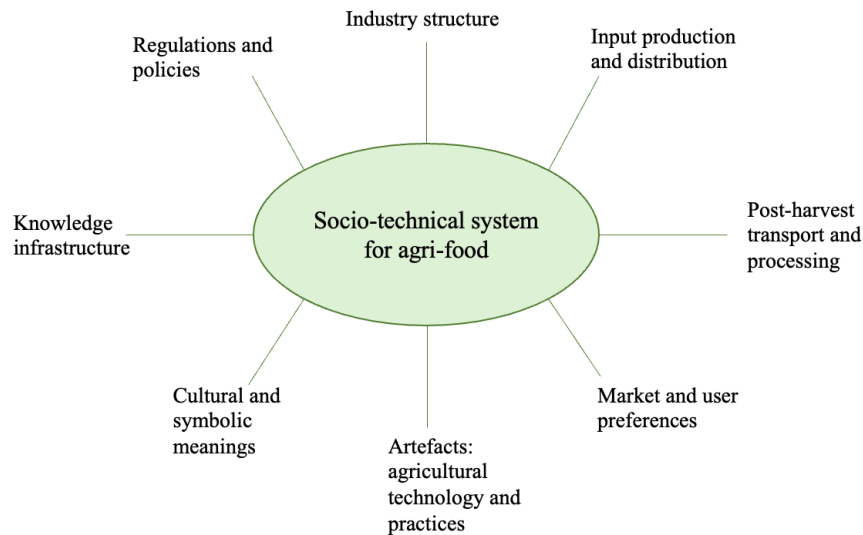 Industry structure
Regulations and
policies
Input production
and distribution
Socio-technical system
for agri-food
Knowledge
infrastructure
Post-harvest
transport and
processing
Cultural and
symbolic
meanings
Market and user
preferences
Artefacts:
agricultural
technology and
practices